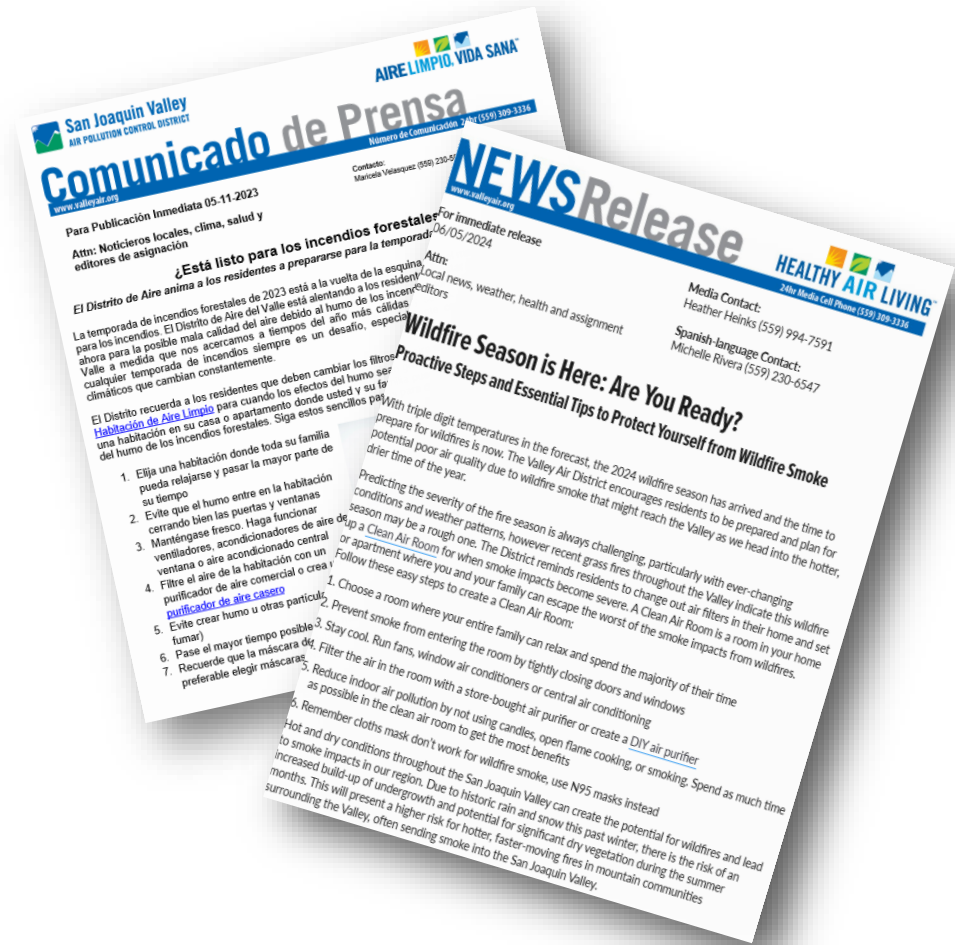 San Joaquin Valley
AIR POLLUTION CONTROL DISTRICT
AIRE LIMPIO, VIDA SANA™
Comunicado de Prensa
www.valleyair.org
Número de Comunicación 24hr (559) 309-3336
Para Publicación Inmediata 05-11-2023
Contacto:
Maricela Velasquez (559) 230-5
Attn: Noticieros locales, clima, salud y
editores de asignación
¿Está listo para los incendios forestales
El Distrito de Aire anima a los residentes a prepararse para la temporada
La temporada de incendios forestales de 2023 está a la vuelta de la esquina
para los incendios. El Distrito de Aire del Valle está alentando a los resident
ahora para la posible mala calidad del aire debido al humo de los incen
Valle a medida que nos acercamos a tiempos del año más cálidas
cualquier temporada de incendios siempre es un desafío, especia
climáticos que cambian constantemente.
El Distrito recuerda a los residentes que deben cambiar los filtros
Habitación de Aire Limpio para cuando los efectos del humo sea
una habitación en su casa o apartamento donde usted y su fa
del humo de los incendios forestales. Siga estos sencillos pa
1. Elija una habitación donde toda su familia
pueda relajarse y pasar la mayor parte de
su tiempo
2. Evite que el humo entre en la habitación
cerrando bien las puertas y ventanas
3. Manténgase fresco. Haga funcionar
ventiladores, acondicionadores de aire de
ventana o aire acondicionado central
4. Filtre el aire de la habitación con un
purificador de aire comercial o crea
purificador de aire casero
5. Evite crear humo u otras particul
fumar)
6. Pase el mayor tiempo posible
7. Recuerde que la máscara de
preferable elegir máscaras
NEWS Release
www.valleyair.org
HEALTHY AIR LIVING™
24hr Media Cell Phone (559) 309-3336
For immediate release
06/05/2024
Attn:
Local news, weather, health and assignment
editors
Media Contact:
Heather Heinks (559) 994-7591
Spanish-language Contact:
Michelle Rivera (559) 230-6547
Wildfire Season is Here: Are You Ready?
Proactive Steps and Essential Tips to Protect Yourself from Wildfire Smoke
With triple digit temperatures in the forecast, the 2024 wildfire season has arrived and the time to
prepare for wildfires is now. The Valley Air District encourages residents to be prepared and plan for
potential poor air quality due to wildfire smoke that might reach the Valley as we head into the hotter,
drier time of the year.
Predicting the severity of the fire season is always challenging, particularly with ever-changing
conditions and weather patterns, however recent grass fires throughout the Valley indicate this wildfire
season may be a rough one. The District reminds residents to change out air filters in their home and set
up a Clean Air Room for when smoke impacts become severe. A Clean Air Room is a room in your home
or apartment where you and your family can escape the worst of the smoke impacts from wildfires.
Follow these easy steps to create a Clean Air Room:
1. Choose a room where your entire family can relax and spend the majority of their time
2. Prevent smoke from entering the room by tightly closing doors and windows
3. Stay cool. Run fans, window air conditioners or central air conditioning
4. Filter the air in the room with a store-bought air purifier or create a DIY air purifier
5. Reduce indoor air pollution by not using candles, open flame cooking, or smoking. Spend as much time
as possible in the clean air room to get the most benefits
6. Remember cloths mask don't work for wildfire smoke, use N95 masks instead
Hot and dry conditions throughout the San Joaquin Valley can create the potential for wildfires and lead
to smoke impacts in our region. Due to historic rain and snow this past winter, there is the risk of an
increased build-up of undergrowth and potential for significant dry vegetation during the summer
months. This will present a higher risk for hotter, faster-moving fires in mountain communities
surrounding the Valley, often sending smoke into the San Joaquin Valley.